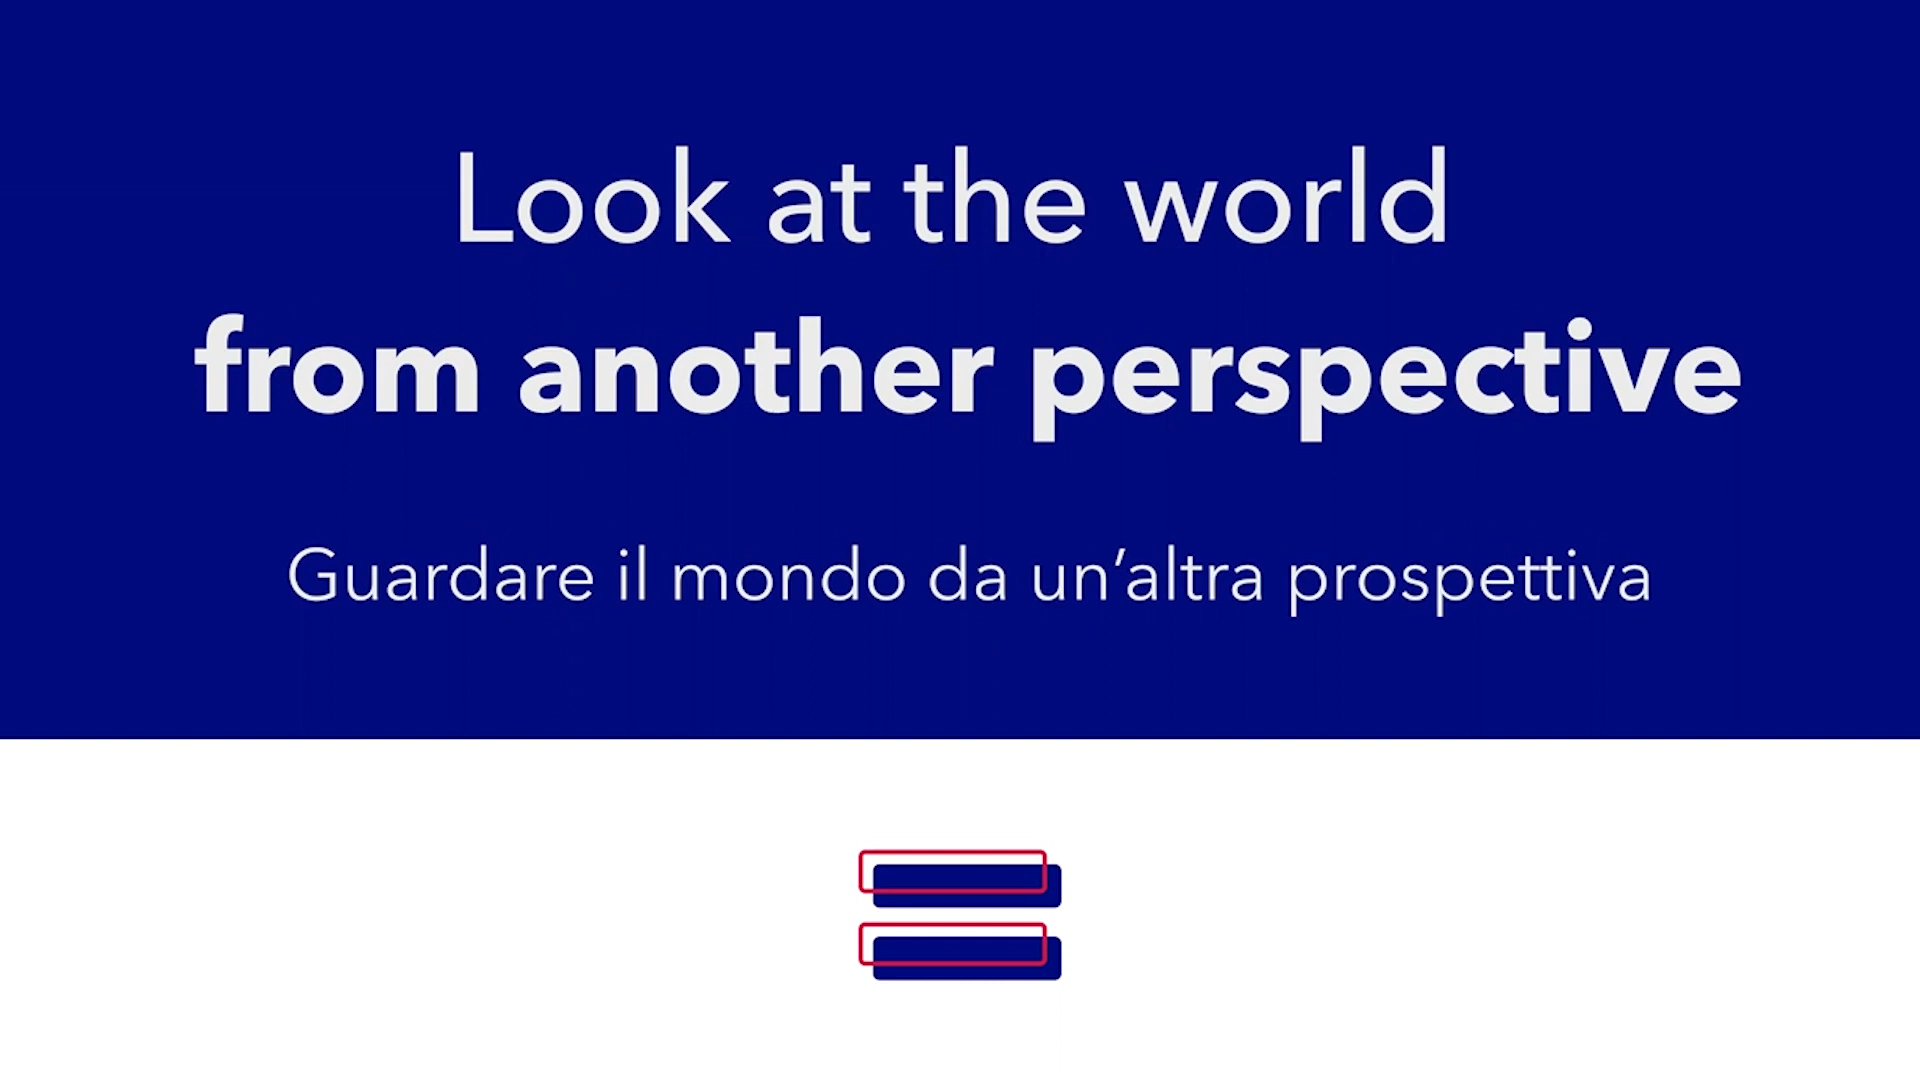 Look at the world
from another perspective
Guardare il mondo da un’altra prospettiva